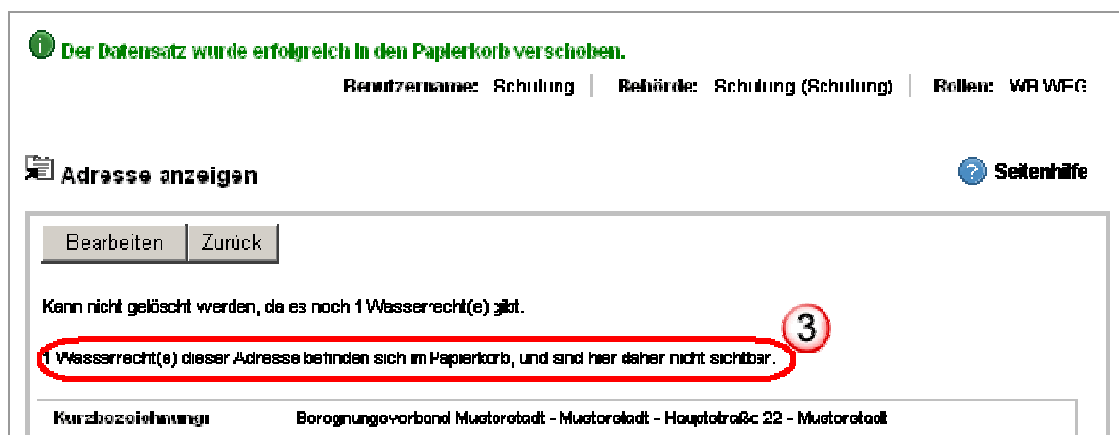 Der Datensatz wurde erfolgreich in den Papierkorb verschoben.
Benutzername: Schulung | Behörde: Schulung (Schulung) | Rollen: WR WEG
Adresse anzeigen
Seitenhilfe
Bearbeiten Zurück
Kann nicht gelöscht werden, da es noch 1 Wasserrecht(e) gibt.
3
1 Wasserrecht(e) dieser Adresse befinden sich im Papierkorb, und sind hier daher nicht sichtbar.
Kurzbezeichnung: Beregnungsverband Musterstadt - Musterstadt - Hauptstraße 22 - Musterstadt